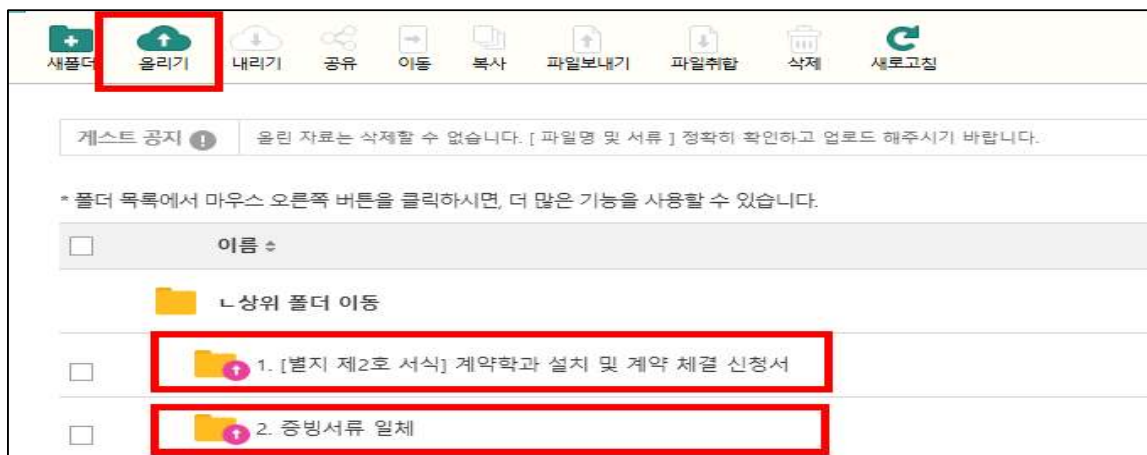 새폴더 올리기 내리기 공유 이동 복사 파일보내기 파일취합 삭제 새로고침
게스트 공지 ! 올린 자료는 삭제할 수 없습니다. [ 파일명 및 서류 ] 정확히 확인하고 업로드 해주시기 바랍니다.
* 폴더 목록에서 마우스 오른쪽 버튼을 클릭하시면, 더 많은 기능을 사용할 수 있습니다.
이름
ㄴ상위 폴더 이동
1. [별지 제2호 서식] 계약학과 설치 및 계약 체결 신청서
2. 증빙서류 일체